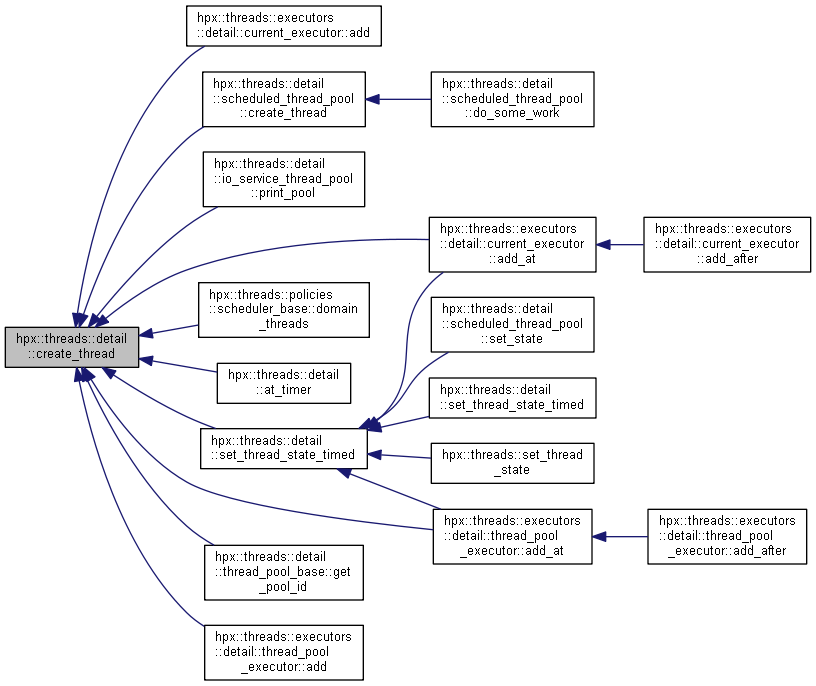 hpx::threads::executors
::detail::current_executor::add
hpx::threads::detail
::scheduled_thread_pool
::create_thread
hpx::threads::detail
::scheduled_thread_pool
::do_some_work
hpx::threads::detail
::io_service_thread_pool
::print_pool
hpx::threads::executors
::detail::current_executor
::add_at
hpx::threads::executors
::detail::current_executor
::add_after
hpx::threads::policies
::scheduler_base::domain
_threads
hpx::threads::detail
::scheduled_thread_pool
::set_state
hpx::threads::detail
::create_thread
hpx::threads::detail
::at_timer
hpx::threads::detail
::set_thread_state_timed
hpx::threads::detail
::set_thread_state_timed
hpx::threads::set_thread
_state
hpx::threads::executors
::detail::thread_pool
_executor::add_at
hpx::threads::executors
::detail::thread_pool
_executor::add_after
hpx::threads::detail
::thread_pool_base::get
_pool_id
hpx::threads::executors
::detail::thread_pool
_executor::add